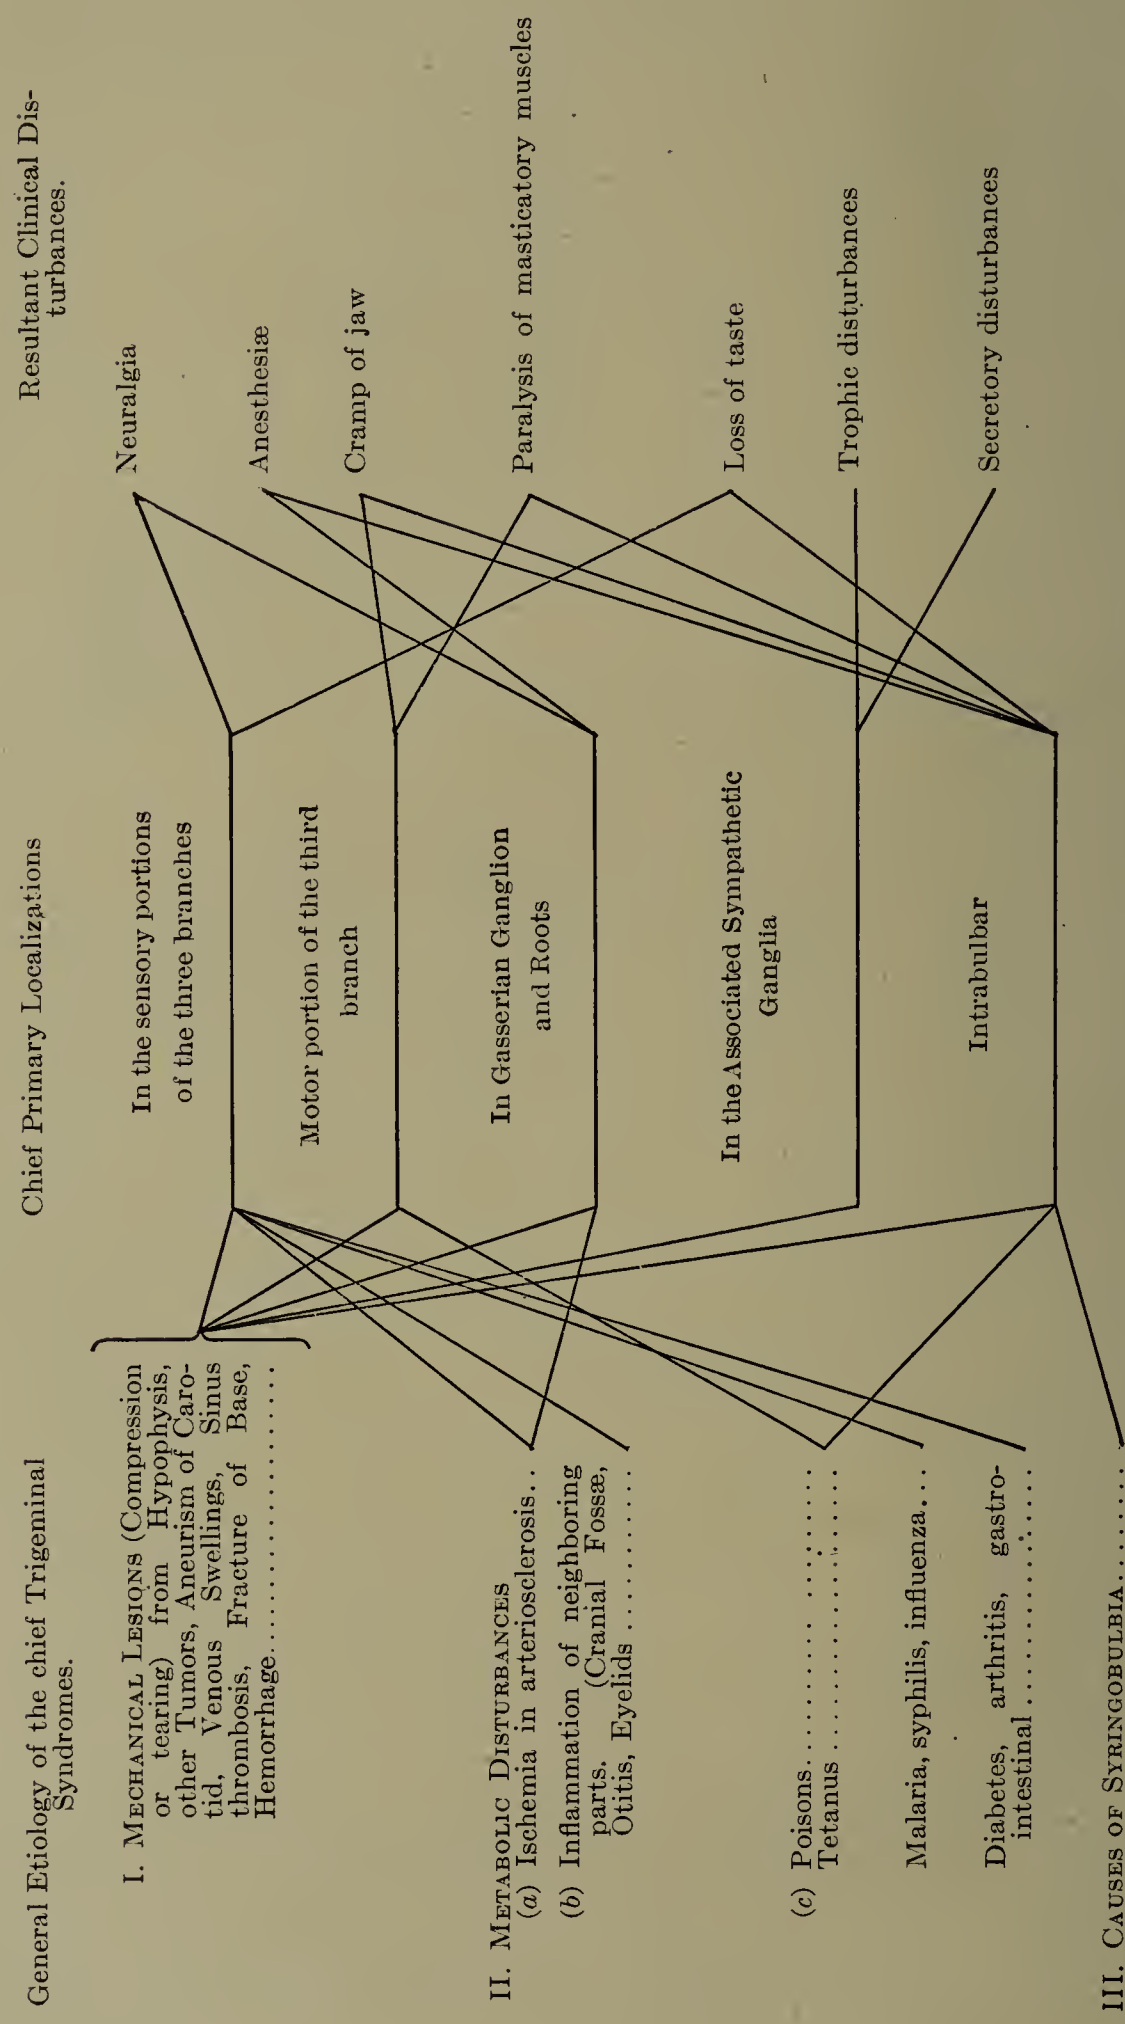 General Etiology of the chief Trigeminal
Syndromes.
I. MECHANICAL LESIONS (Compression
or tearing) from Hypophysis,
other Tumors, Aneurism of Caro-
tid, Venous Swellings, Sinus
thrombosis, Fracture of Base,
Hemorrhage........................
II. METABOLIC DISTURBANCES
(a) Ischemia in arteriosclerosis..
(b) Inflammation of neighboring
parts. (Cranial Fossæ,
Otitis, Eyelids ..........
(c) Poisons..................
Tetanus ..................
Malaria, syphilis, influenza...
Diabetes, arthritis, gastro-
intestinal ..................
III. CAUSES OF SYRINGOBULBIA........
Chief Primary Localizations
In the sensory portions
of the three branches
Motor portion of the third
branch
In Gasserian Ganglion
and Roots
In the Associated Sympathetic
Ganglia
Intrabulbar
Resultant Clinical Dis-
turbances.
Neuralgia
Anesthesiæ
Cramp of jaw
Paralysis of masticatory muscles
Loss of taste
Trophic disturbances
Secretory disturbances